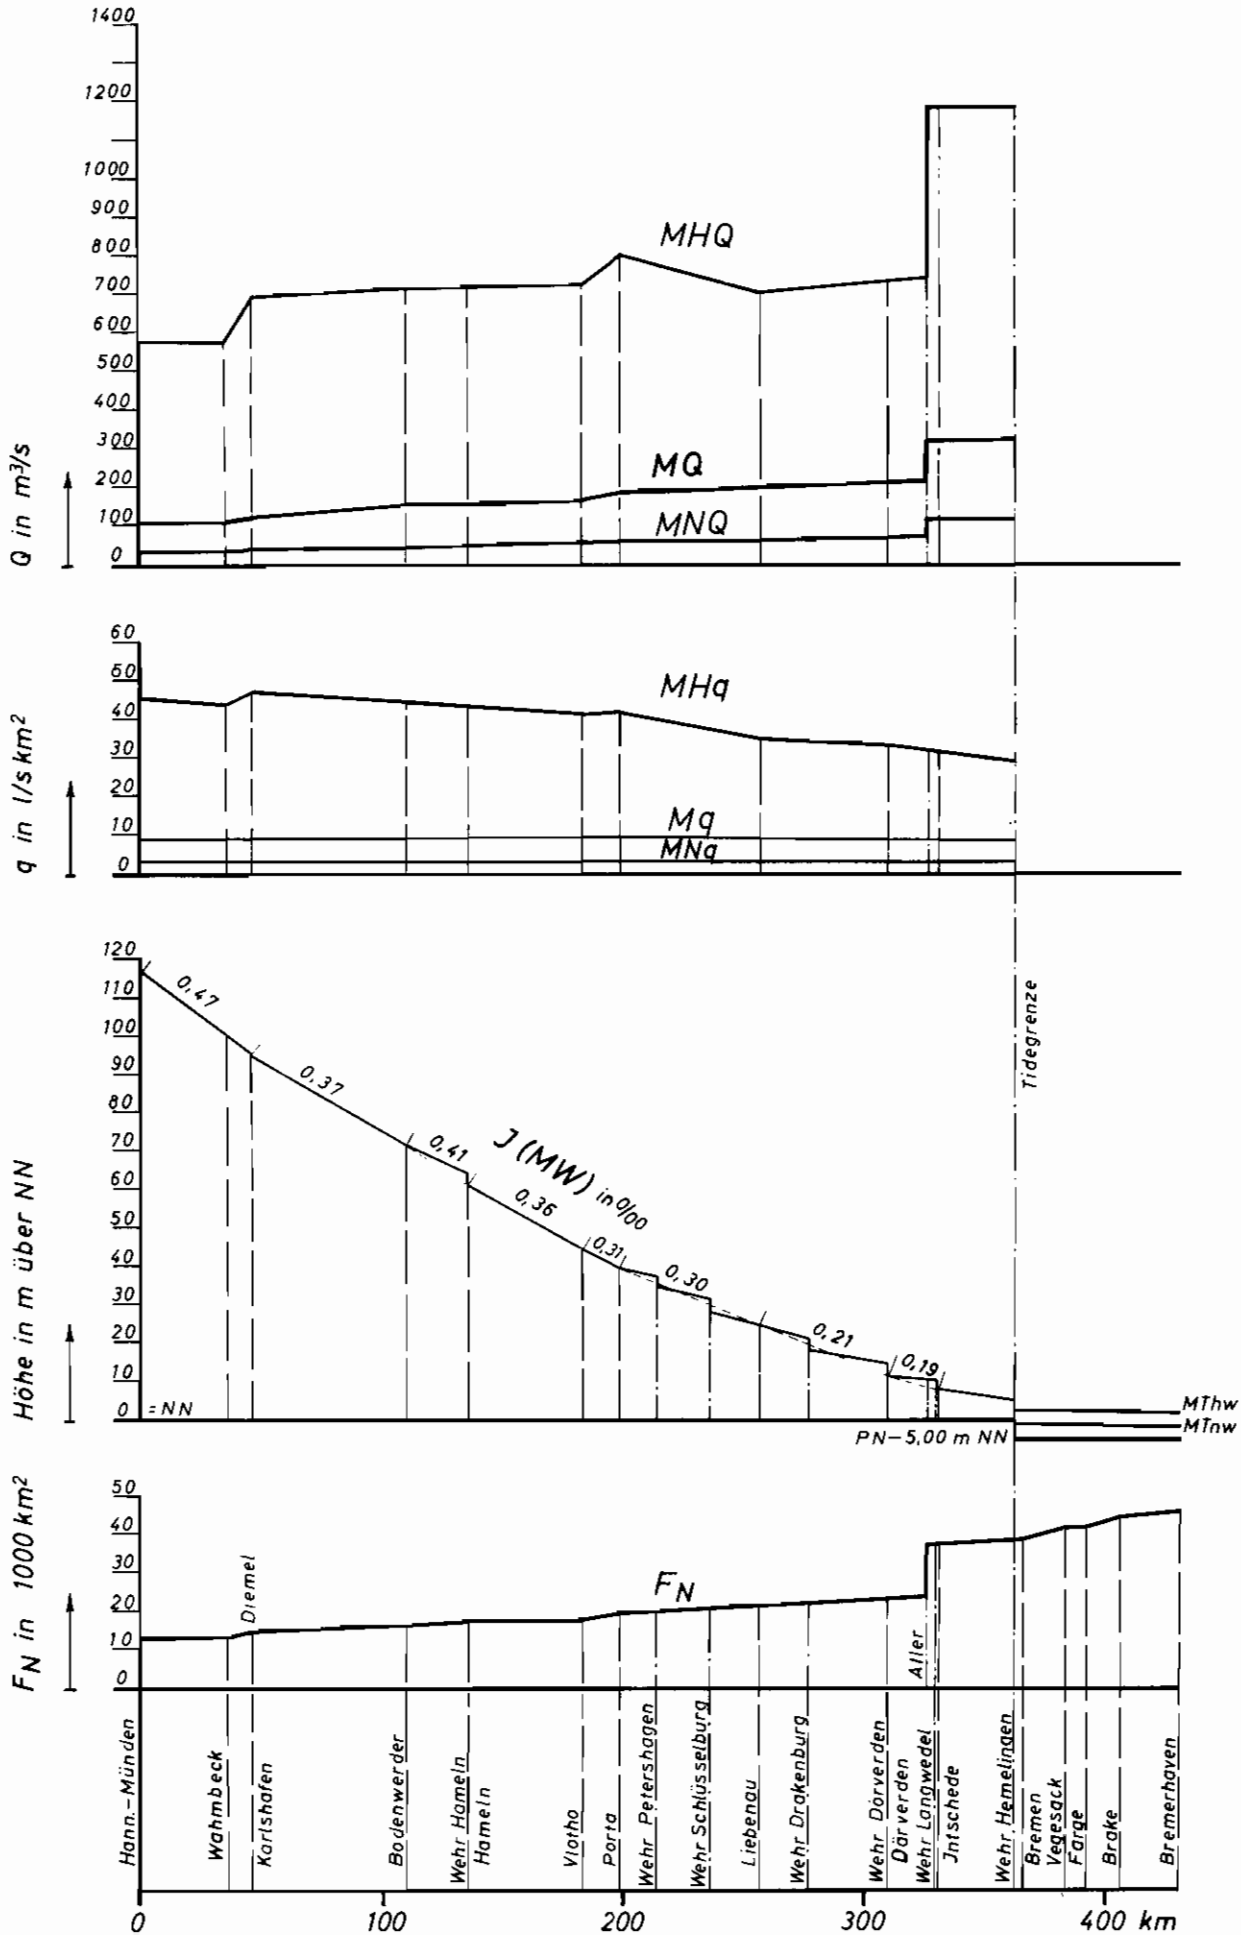 1400
1200
1000
900
800
700
600
500
400
300
200
100
0
Q in m³/s
MHQ
MQ
MNQ
60
50
40
30
20
10
0
q in l/s km²
MHq
Mq
MNq
120
110
100
90
80
70
60
50
40
30
20
10
0
= NN
Höhe in m über NN
0,47
0,37
0,41
J (MW) in 0/00
0,36
0,31
0,30
0,21
0,19
Tidegrenze
MThw
MTnw
PN-5,00 m NN
50
40
30
20
10
0
FN in 1000 km²
Diemel
FN
Aller
Hann.-Münden
Wahmbeck
Karlshafen
Bodenwerder
Wehr Hameln
Hameln
Vlotho
Porta
Wehr Petershagen
Wehr Schlüsselburg
Liebenau
Wehr Drakenburg
Wehr Dörverden
Dörverden
Wehr Langwedel
Jntschede
Wehr Hemelingen
Bremen
Vegesack
Farge
Brake
Bremerhaven
0 100 200 300 400 km